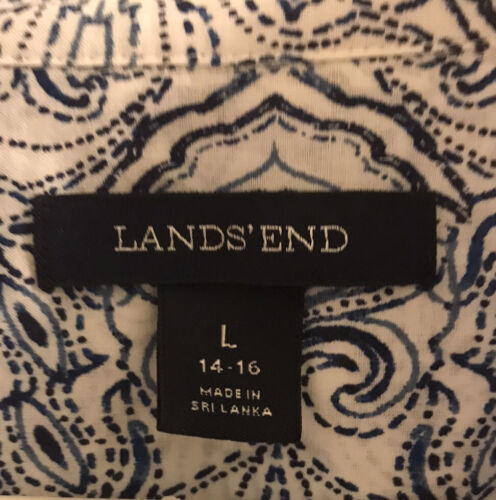 LANDS' END
L
14-16
MADE IN
SRI LANKA